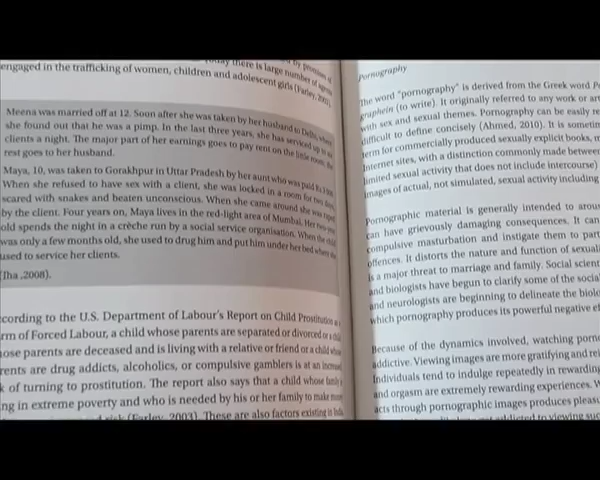 there is large number of
engaged in the trafficking of women, children and adolescent girls (Farley,
Meena was married off at 12. Soon after she was taken by her husband to Delhi, where
she found out that he was a pimp. In the last three years, she has serviced up to
clients a night. The major part of her earnings goes to pay rent on the little room, the
rest goes to her husband.
Maya, 10, was taken to Gorakhpur in Uttar Pradesh by her aunt who was paid
When she refused to have sex with a client, she was locked in a room for two days,
scared with snakes and beaten unconscious. When she came around she was raped
by the client. Four years on, Maya lives in the red-light area of Mumbai. Her two year
old spends the night in a crèche run by a social service organisation. When the child
was only a few months old, she used to drug him and put him under her bed where she
used to service her clients.
(Jha ,2008).
cording to the U.S. Department of Labour's Report on Child Prostitution as a
rm of Forced Labour, a child whose parents are separated or divorced or a child
ose parents are deceased and is living with a relative or friend or a child whose
rents are drug addicts, alcoholics, or compulsive gamblers is at an increased
k of turning to prostitution. The report also says that a child whose family is
ng in extreme poverty and who is needed by his or her family to make money
risk (Farley, 2003). These are also factors existing in India
Pornography
The word "pornography" is derived from the Greek word
graphein (to write). It originally referred to any work or art
with sex and sexual themes. Pornography can be easily re
difficult to define concisely (Ahmed, 2010). It is sometim
term for commercially produced sexually explicit books, m
Internet sites, with a distinction commonly made between
limited sexual activity that does not include intercourse)
images of actual, not simulated, sexual activity including
Pornographic material is generally intended to arous
can have grievously damaging consequences. It can
compulsive masturbation and instigate them to part
offences. It distorts the nature and function of sexuali
is a major threat to marriage and family. Social scient
and biologists have begun to clarify some of the social
and neurologists are beginning to delineate the biolo
which pornography produces its powerful negative ef
Because of the dynamics involved, watching porno
addictive. Viewing images are more gratifying and rei
Individuals tend to indulge repeatedly in rewarding
and orgasm are extremely rewarding experiences. W
acts through pornographic images produces pleasu
addicted to viewing suc